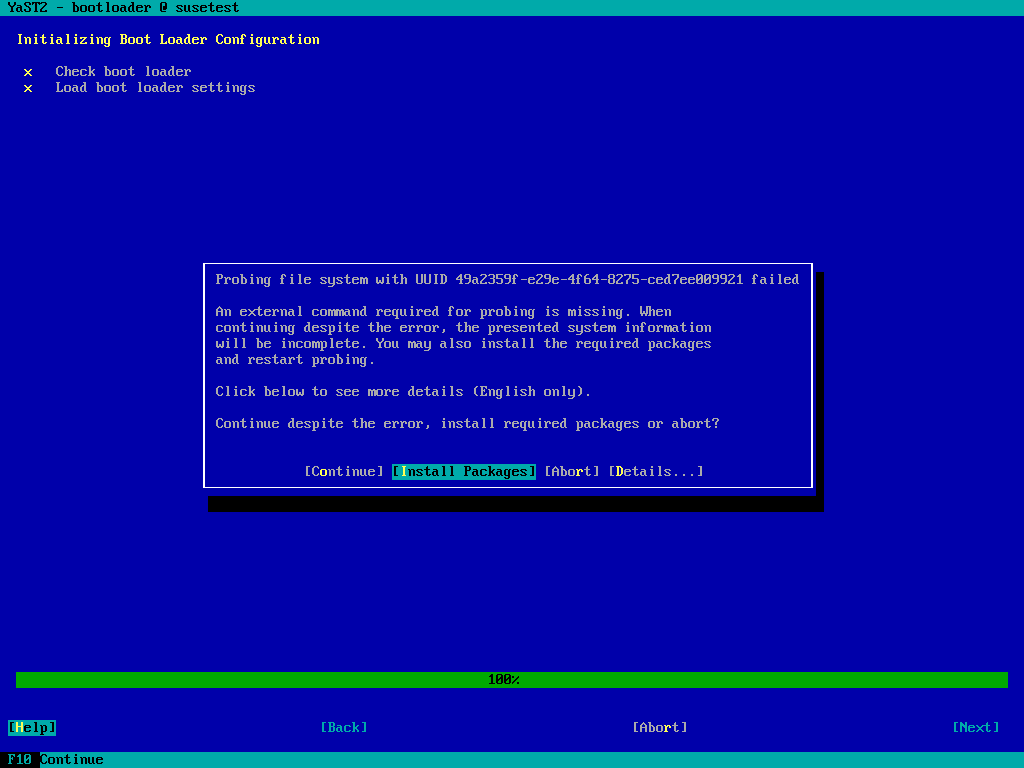 YaST2 - bootloader @ susetest
Initializing Boot Loader Configuration
x Check boot loader
x Load boot loader settings
Probing file system with UUID 49a2359f-e29e-4f64-8275-ced7ee009921 failed
An external command required for probing is missing. When
continuing despite the error, the presented system information
will be incomplete. You may also install the required packages
and restart probing.
Click below to see more details (English only).
Continue despite the error, install required packages or abort?
[Continue] [Install Packages] [Abort] [Details...]
100%
[Help] [Back] [Abort] [Next]
F10 Continue